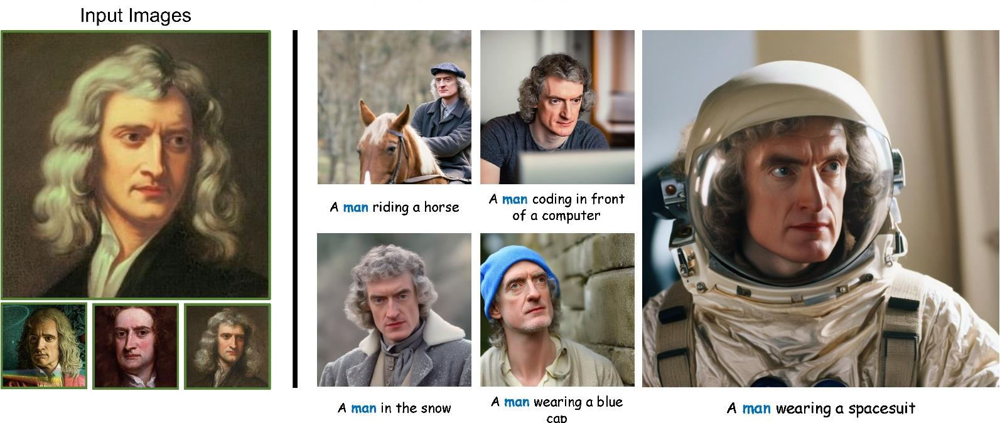 Input Images
A man riding a horse
A man coding in front
of a computer
A man in the snow
A man wearing a blue
cap
A man wearing a spacesuit